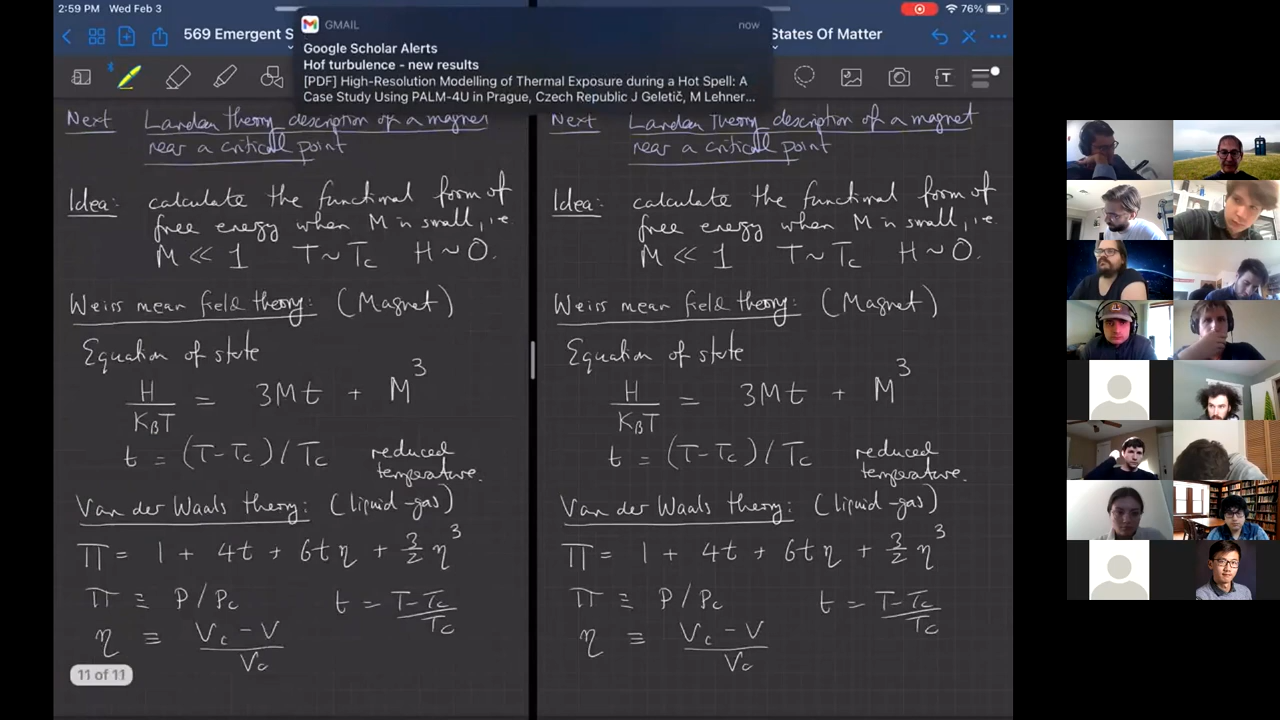 2:59 PM Wed Feb 3
76%
569 Emergent S
States Of Matter
GMAIL
now
Google Scholar Alerts
Hof turbulence - new results
[PDF] High-Resolution Modelling of Thermal Exposure during a Hot Spell: A
Case Study Using PALM-4U in Prague, Czech Republic J Geletič, M Lehner...
Next Landau theory description of a magnet
near a critical point
Idea: calculate the functional form of
free energy when M is small, i.e
M << 1 T~Tc H~0.
Weiss mean field theory: (Magnet)
Equation of state
H/KBT = 3Mt + M³
t = (T-Tc)/Tc reduced
temperature.
Van der Waals theory: (liquid-gas)
Π = 1 + 4t + 6tη + 3/2 η³
Π ≡ P/Pc t = T-Tc/Tc
η ≡ Vc-V/Vc
11 of 11
Next Landau theory description of a magnet
near a critical point
Idea: calculate the functional form of
free energy when M is small, i.e.
M << 1 T~Tc H~0.
Weiss mean field theory: (Magnet)
Equation of state
H/KBT = 3Mt + M³
t = (T-Tc)/Tc reduced
temperature.
Van der Waals theory: (liquid-gas)
Π = 1 + 4t + 6tη + 3/2 η³
Π ≡ P/Pc t = T-Tc/Tc
η ≡ Vc-V/Vc